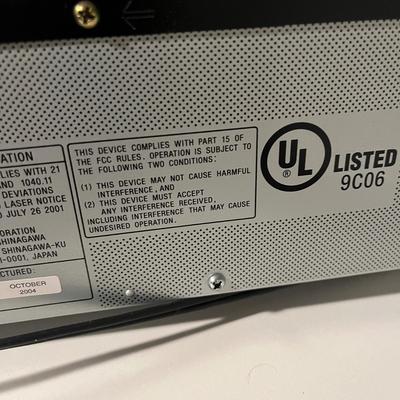 ATION
PLIES WITH 21
AND 1040.11
DEVIATIONS
LASER NOTICE
JULY 26 2001
ORATION
SHINAGAWA
SHINAGAWA-KU
1-0001, JAPAN
CTURED:
OCTOBER
2004
THIS DEVICE COMPLIES WITH PART 15 OF
THE FCC RULES. OPERATION IS SUBJECT TO
THE FOLLOWING TWO CONDITIONS:
(1) THIS DEVICE MAY NOT CAUSE HARMFUL
INTERFERENCE, AND
(2) THIS DEVICE MUST ACCEPT
ANY INTERFERENCE RECEIVED,
INCLUDING INTERFERENCE THAT MAY CAUSE
UNDESIRED OPERATION.
UL
®
LISTED
9C06